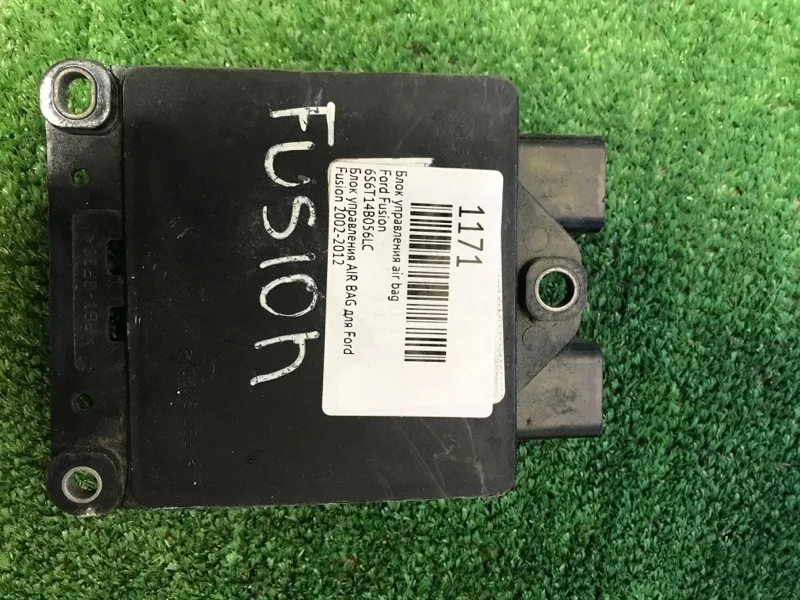 FUSION
1171
Блок управления air bag
Ford Fusion
6S6T14B056LC
Блок управления AIR BAG для Ford
Fusion 2002-2012